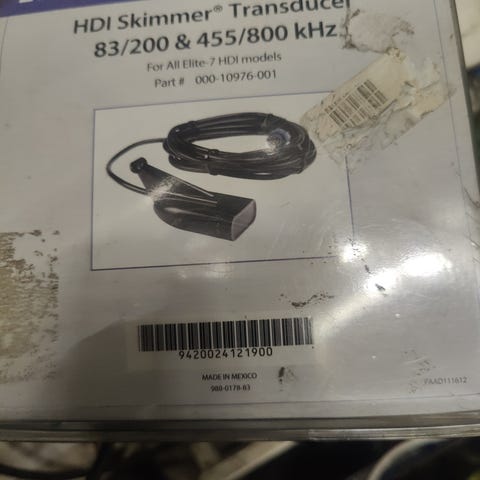 HDI Skimmer® Transducer
83/200 & 455/800 kHz
For All Elite-7 HDI models
Part # 000-10976-001
9420024121900
MADE IN MEXICO
988-0178-83
PAAD111612